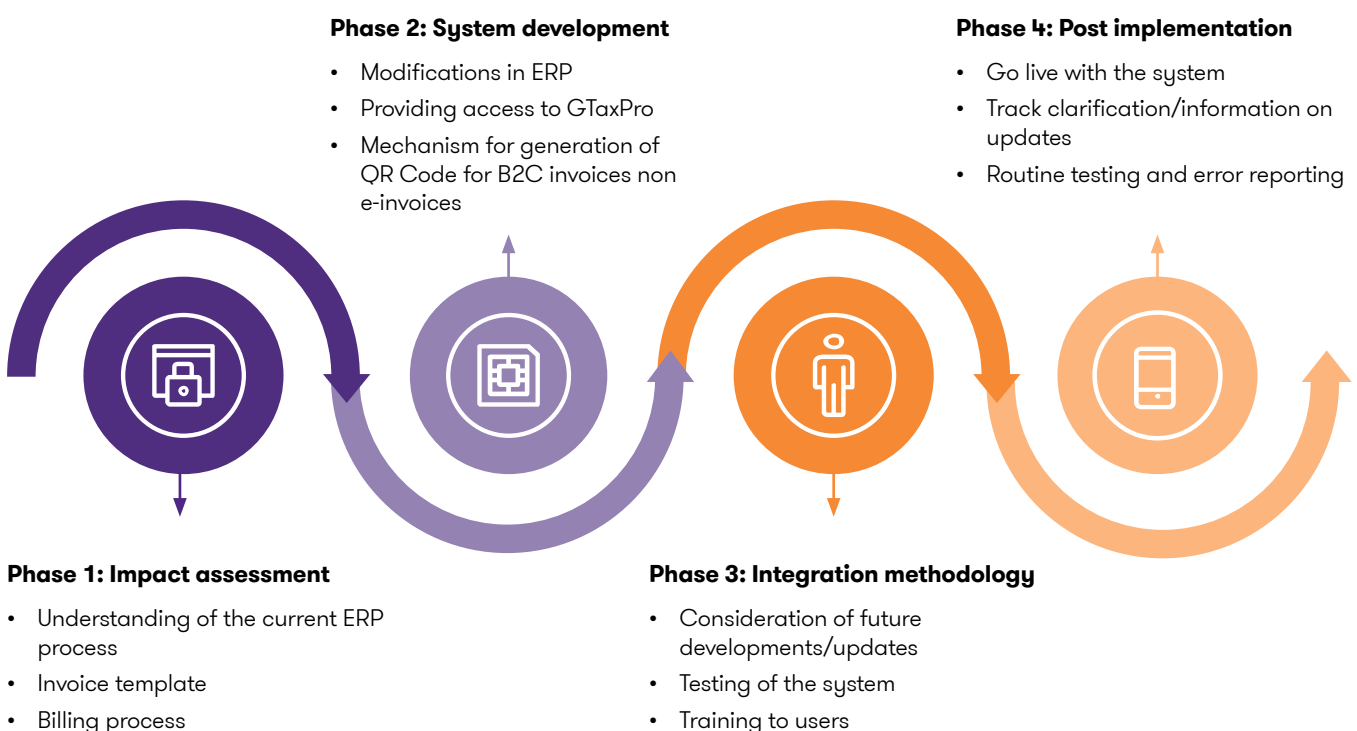 Phase 2: System development
• Modifications in ERP
• Providing access to GTaxPro
• Mechanism for generation of
QR Code for B2C invoices non
e-invoices
Phase 4: Post implementation
• Go live with the system
• Track clarification/information on
updates
• Routine testing and error reporting
Phase 1: Impact assessment
• Understanding of the current ERP
process
• Invoice template
• Billing process
Phase 3: Integration methodology
• Consideration of future
developments/updates
• Testing of the system
• Training to users